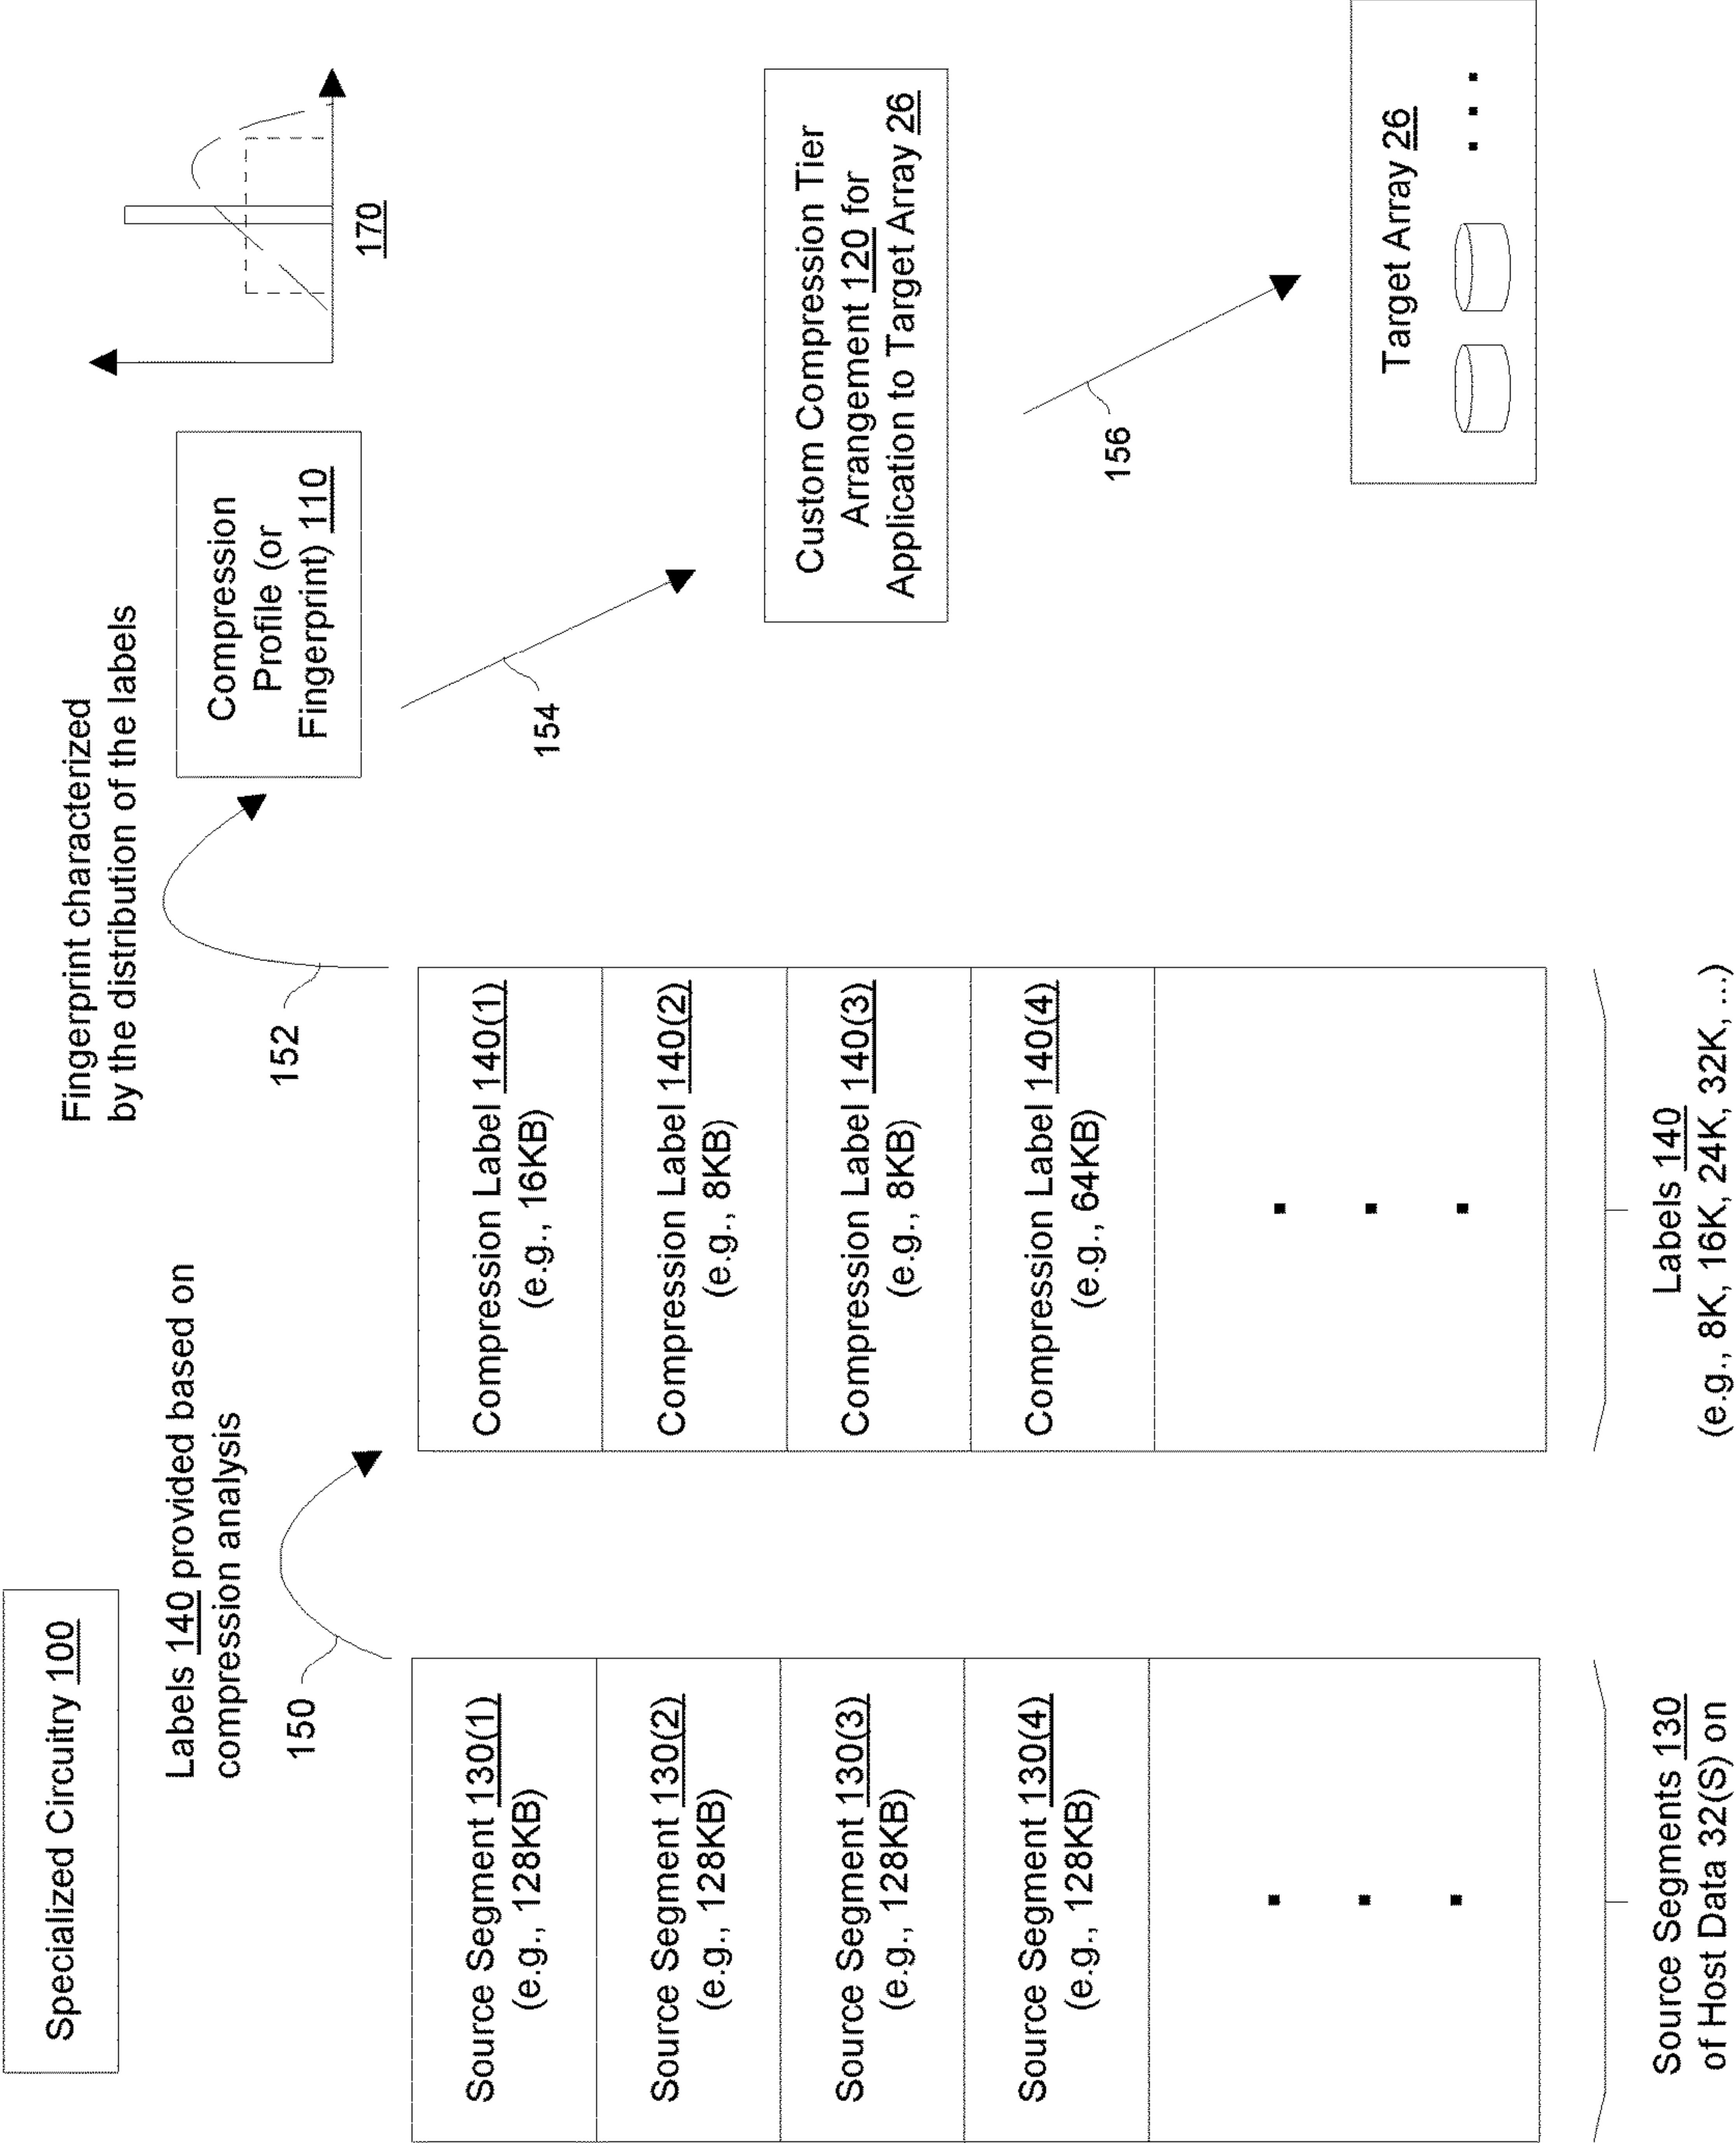 Specialized Circuitry 100
Labels 140 provided based on
compression analysis
150
Source Segment 130(1)
(e.g., 128KB)
Source Segment 130(2)
(e.g., 128KB)
Source Segment 130(3)
(e.g., 128KB)
Source Segment 130(4)
(e.g., 128KB)
Source Segments 130
of Host Data 32(S) on
Fingerprint characterized
by the distribution of the labels
152
Compression Label 140(1)
(e.g., 16KB)
Compression Label 140(2)
(e.g., 8KB)
Compression Label 140(3)
(e.g., 8KB)
Compression Label 140(4)
(e.g., 64KB)
Labels 140
(e.g., 8K, 16K, 24K, 32K, ...)
Compression
Profile (or
Fingerprint) 110
170
154
Custom Compression Tier
Arrangement 120 for
Application to Target Array 26
156
Target Array 26